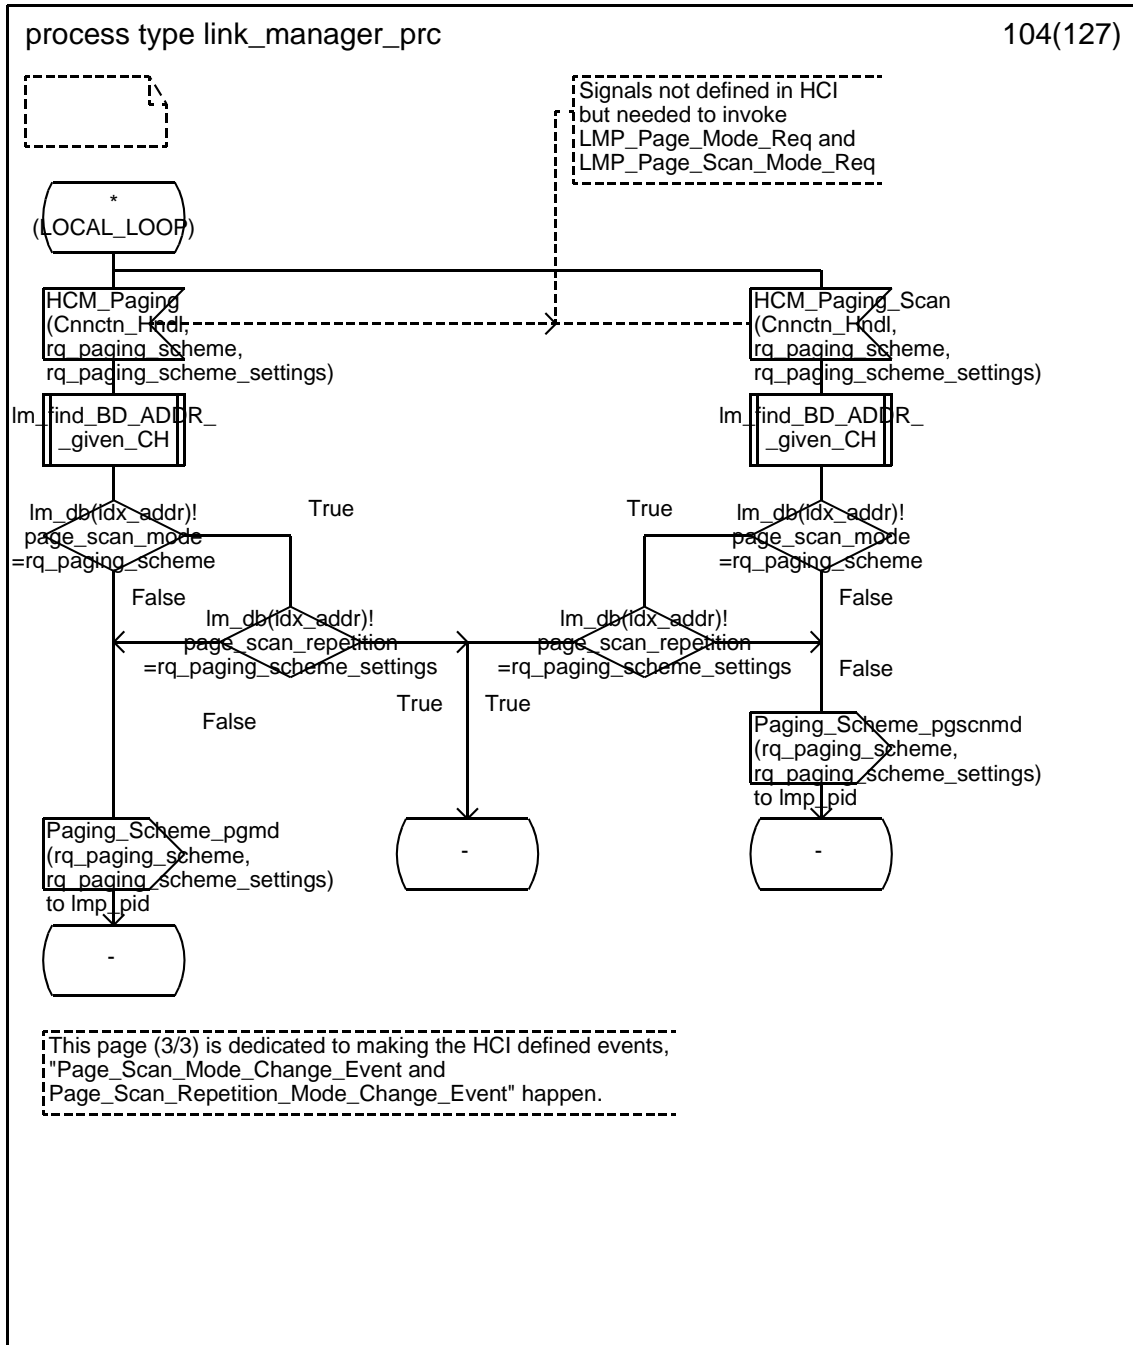 process type link_manager_prc
104(127)
Signals not defined in HCI
but needed to invoke
LMP_Page_Mode_Req and
LMP_Page_Scan_Mode_Req
*
(LOCAL_LOOP)
HCM_Paging
(Cnnctn_Hndl,
rq_paging_scheme,
rq_paging_scheme_settings)
HCM_Paging_Scan
(Cnnctn_Hndl,
rq_paging_scheme,
rq_paging_scheme_settings)
lm_find_BD_ADDR_
_given_CH
lm_find_BD_ADDR_
_given_CH
lm_db(idx_addr)!
page_scan_mode
=rq_paging_scheme
True
True
lm_db(idx_addr)!
page_scan_mode
=rq_paging_scheme
False
False
lm_db(idx_addr)!
page_scan_repetition
=rq_paging_scheme_settings
lm_db(idx_addr)!
page_scan_repetition
=rq_paging_scheme_settings
False
True
True
False
Paging_Scheme_pgscnmd
(rq_paging_scheme,
rq_paging_scheme_settings)
to lmp_pid
Paging_Scheme_pgmd
(rq_paging_scheme,
rq_paging_scheme_settings)
to lmp_pid
-
-
-
This page (3/3) is dedicated to making the HCI defined events,
"Page_Scan_Mode_Change_Event and
Page_Scan_Repetition_Mode_Change_Event" happen.